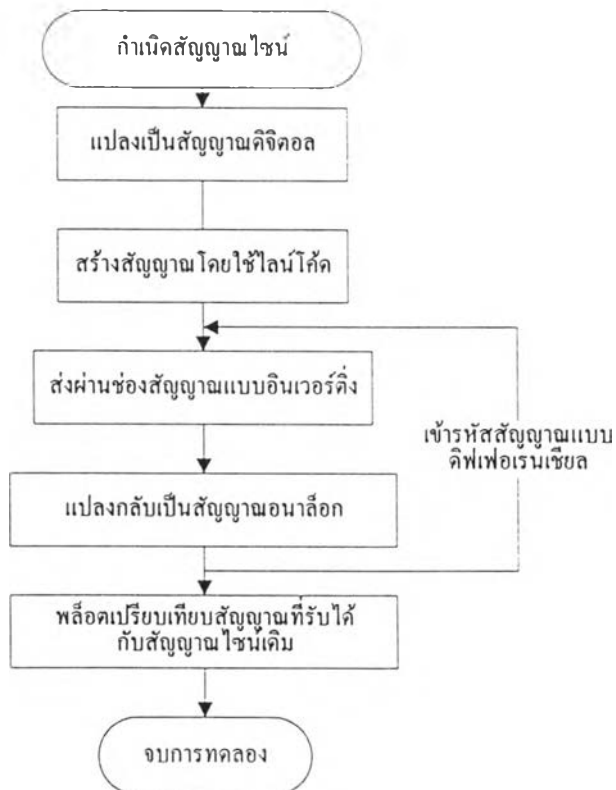 กำเนิดสัญญาณไซน์
แปลงเป็นสัญญาณดิจิตอล
สร้างสัญญาณโดยใช้ไลน์โค้ด
ส่งผ่านช่องสัญญาณแบบอินเวอร์ติ่ง
เข้ารหัสสัญญาณแบบ
ดิฟเฟอเรนเชียล
แปลงกลับเป็นสัญญาณอนาล็อก
พล็อตเปรียบเทียบสัญญาณที่รับได้
กับสัญญาณไซน์เดิม
จบการทดลอง